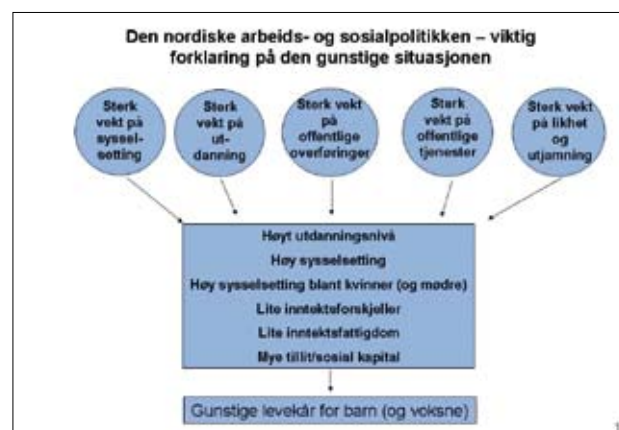 Den nordiske arbeids- og sosialpolitikken – viktig
forklaring på den gunstige situasjonen
Sterk
vekt på
syssel-
setting
Sterk
vekt på
ut-
danning
Sterk vekt
på
offentlige
overføringer
Sterk vekt
på
offentlige
tjenester
Sterk vekt
på likhet
og
utjamning
Høyt utdanningsnivå
Høy sysselsetting
Høy sysselsetting blant kvinner (og mødre)
Lite inntektsforskjeller
Lite inntektsfattigdom
Mye tillit/sosial kapital
Gunstige levekår for barn (og voksne)